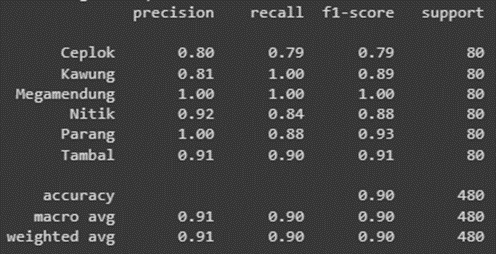 precision recall f1-score support
Ceplok 0.80 0.79 0.79 80
Kawung 0.81 1.00 0.89 80
Megamendung 1.00 1.00 1.00 80
Nitik 0.92 0.84 0.88 80
Parang 1.00 0.88 0.93 80
Tambal 0.91 0.90 0.91 80
accuracy 0.90 480
macro avg 0.91 0.90 0.90 480
weighted avg 0.91 0.90 0.90 480